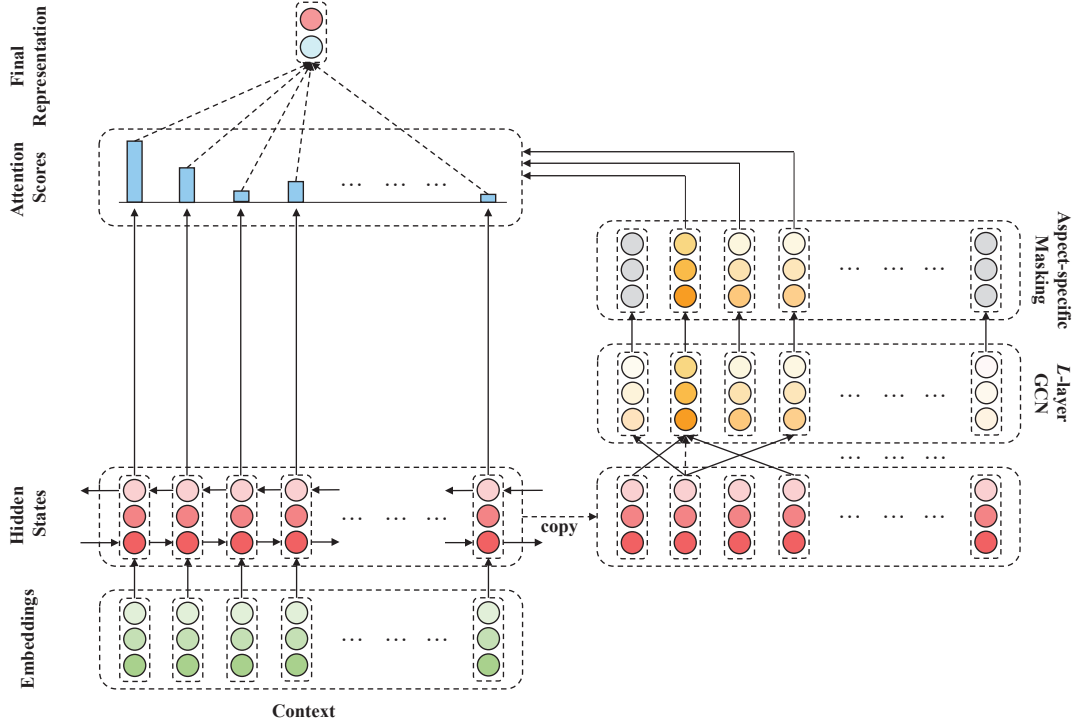 Final
Representation
Attention
Scores
… … …
Aspect-specific
Masking
… … …
L-layer
GCN
… … …
… … …
Hidden
States
… … …
copy
… … …
Embeddings
… … …
Context